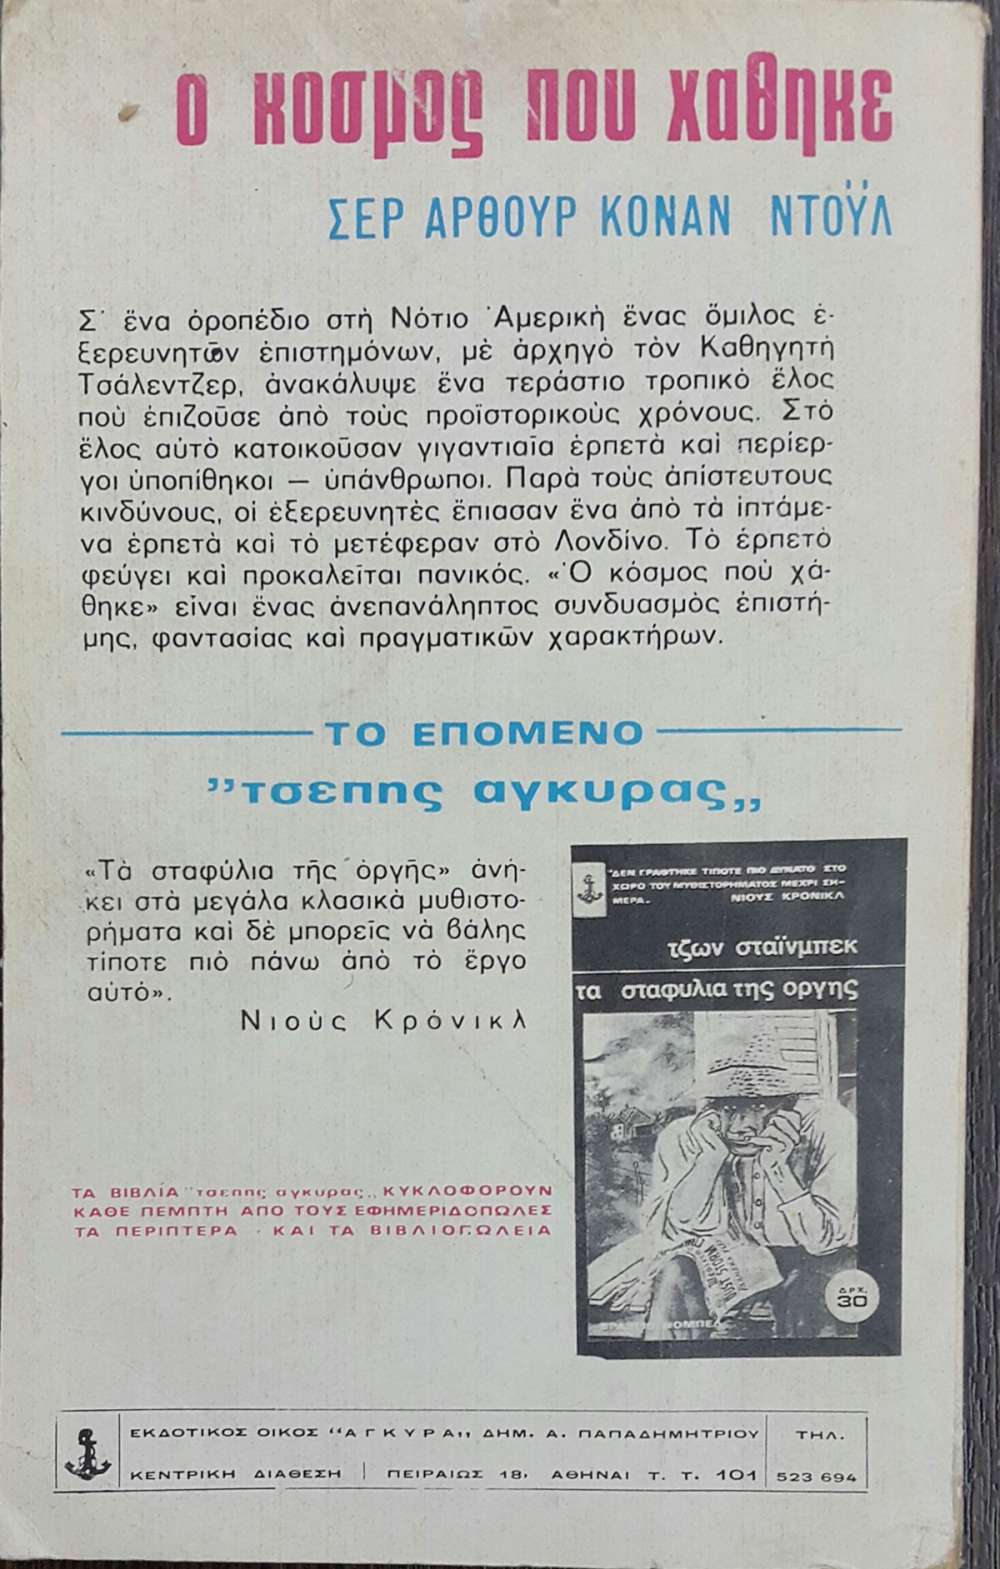 ο κοσμος που χαθηκε
ΣΕΡ ΑΡΘΟΥΡ ΚΟΝΑΝ ΝΤΟΫΛ
Σ' ἕνα ὀροπέδιο στὴ Νότιο Ἀμερικὴ ἕνας ὅμιλος ἐ-
ξερευνητῶν ἐπιστημόνων, μὲ ἀρχηγὸ τὸν Καθηγητὴ
Τσάλεντζερ, ἀνακάλυψε ἕνα τεράστιο τροπικὸ ἕλος
ποὺ ἐπιζοῦσε ἀπὸ τοὺς προϊστορικοὺς χρόνους. Στὸ
ἕλος αὐτὸ κατοικοῦσαν γιγαντιαῖα ἑρπετὰ καὶ περίερ-
γοι ὑποπίθηκοι — ὑπάνθρωποι. Παρὰ τοὺς ἀπίστευτους
κινδύνους, οἱ ἐξερευνητὲς ἔπιασαν ἕνα ἀπὸ τὰ ἱπτάμε-
να ἑρπετὰ καὶ τὸ μετέφεραν στὸ Λονδίνο. Τὸ ἑρπετὸ
φεύγει καὶ προκαλεῖται πανικός. «Ὁ κόσμος ποὺ χά-
θηκε» εἶναι ἕνας ἀνεπανάληπτος συνδυασμὸς ἐπιστή-
μης, φαντασίας καὶ πραγματικῶν χαρακτήρων.
ΤΟ ΕΠΟΜΕΝΟ
"τσεπης αγκυρας„
«Τὰ σταφύλια τῆς ὀργῆς» ἀνή-
κει στὰ μεγάλα κλασικὰ μυθιστο-
ρήματα καὶ δὲ μπορεῖς νὰ βάλης
τίποτε πιὸ πάνω ἀπὸ τὸ ἔργο
αὐτό».
Νιοὺς Κρόνικλ
"ΔΕΝ ΓΡΑΦΤΗΚΕ ΤΙΠΟΤΕ ΠΙΟ ΔΥΝΑΤΟ ΣΤΟ
ΧΩΡΟ ΤΟΥ ΜΥΘΙΣΤΟΡΗΜΑΤΟΣ ΜΕΧΡΙ ΣΗ-
ΜΕΡΑ. ΝΙΟΥΣ ΚΡΟΝΙΚΛ
τζων σταϊνμπεκ
τα σταφυλια της οργης
DUST STORM
ΔΡΧ.
30
ΤΑ ΒΙΒΛΙΑ "τσεπης αγκυρας„ ΚΥΚΛΟΦΟΡΟΥΝ
ΚΑΘΕ ΠΕΜΠΤΗ ΑΠΟ ΤΟΥΣ ΕΦΗΜΕΡΙΔΟΠΩΛΕΣ
ΤΑ ΠΕΡΙΠΤΕΡΑ · ΚΑΙ ΤΑ ΒΙΒΛΙΟΠΩΛΕΙΑ
ΕΚΔΟΤΙΚΟΣ ΟΙΚΟΣ "ΑΓΚΥΡΑ„ ΔΗΜ. Α. ΠΑΠΑΔΗΜΗΤΡΙΟΥ ΤΗΛ.
ΚΕΝΤΡΙΚΗ ΔΙΑΘΕΣΗ | ΠΕΙΡΑΙΩΣ 18, ΑΘΗΝΑΙ Τ. Τ. 101 523 694